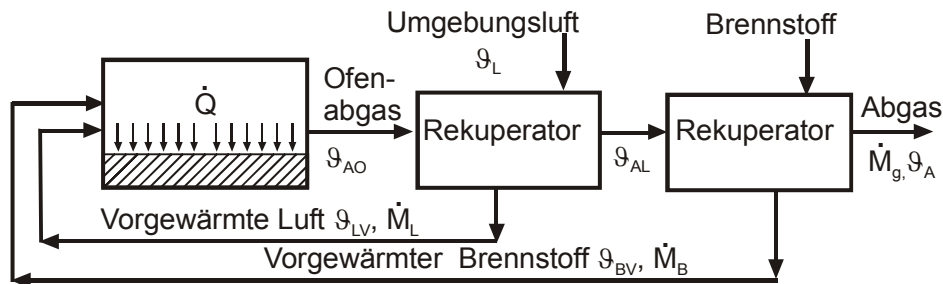 Umgebungsluft
ϑL
Brennstoff
Q̇
Ofen-
abgas
ϑAO
Rekuperator
ϑAL
Rekuperator
Abgas
Ṁg,ϑA
Vorgewärmte Luft ϑLV, ṀL
Vorgewärmter Brennstoff ϑBV, ṀB